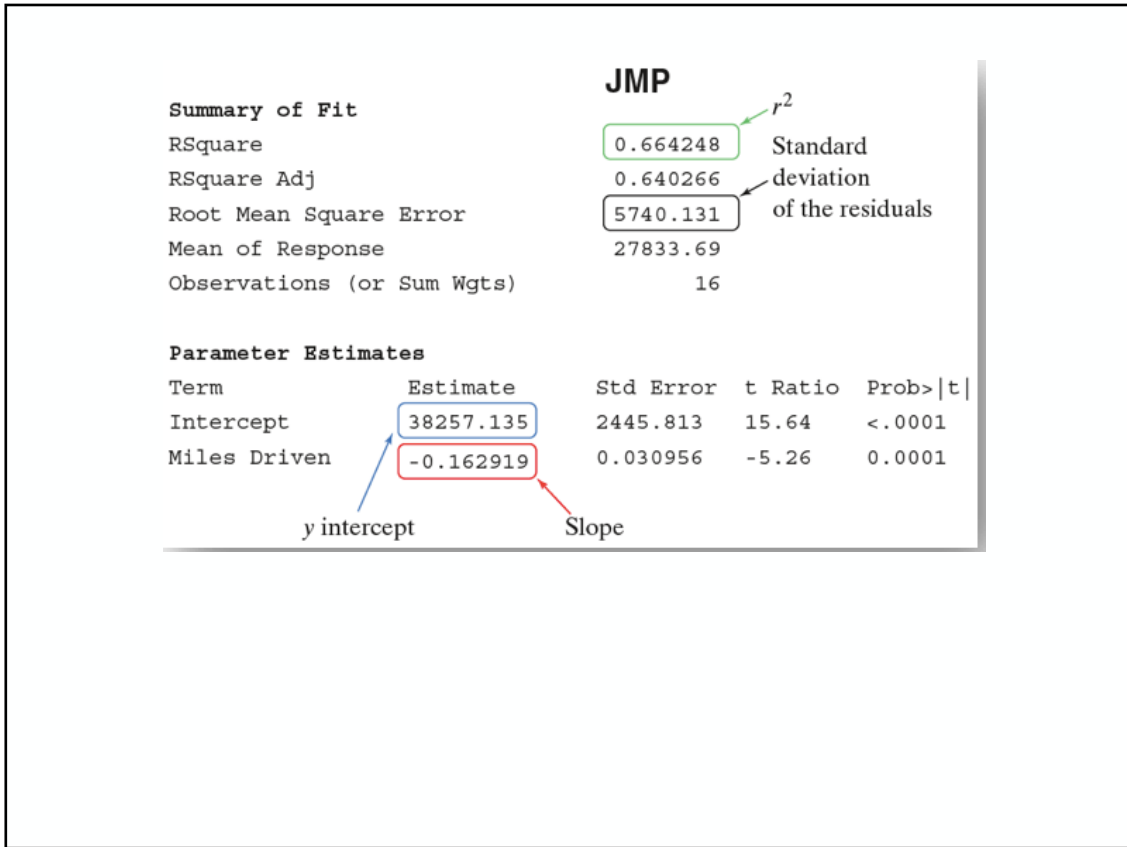 JMP
Summary of Fit
r²
RSquare 0.664248 Standard
RSquare Adj 0.640266 deviation
Root Mean Square Error 5740.131 of the residuals
Mean of Response 27833.69
Observations (or Sum Wgts) 16
Parameter Estimates
Term Estimate Std Error t Ratio Prob>|t|
Intercept 38257.135 2445.813 15.64 <.0001
Miles Driven -0.162919 0.030956 -5.26 0.0001
y intercept Slope